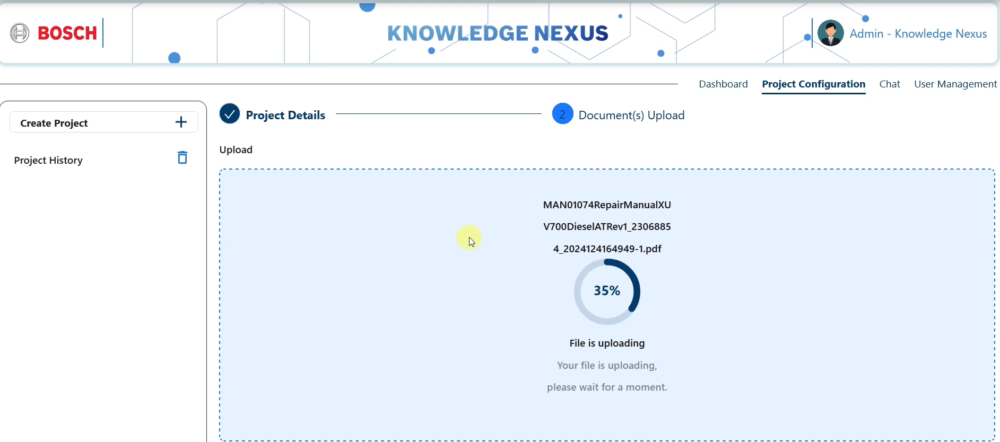 BOSCH
KNOWLEDGE NEXUS
Admin - Knowledge Nexus
Dashboard
Project Configuration
Chat
User Management
Create Project
Project History
Project Details
2
Document(s) Upload
Upload
MAN01074RepairManualXU
V700DieselATRev1_2306885
4_2024124164949-1.pdf
35%
File is uploading
Your file is uploading,
please wait for a moment.